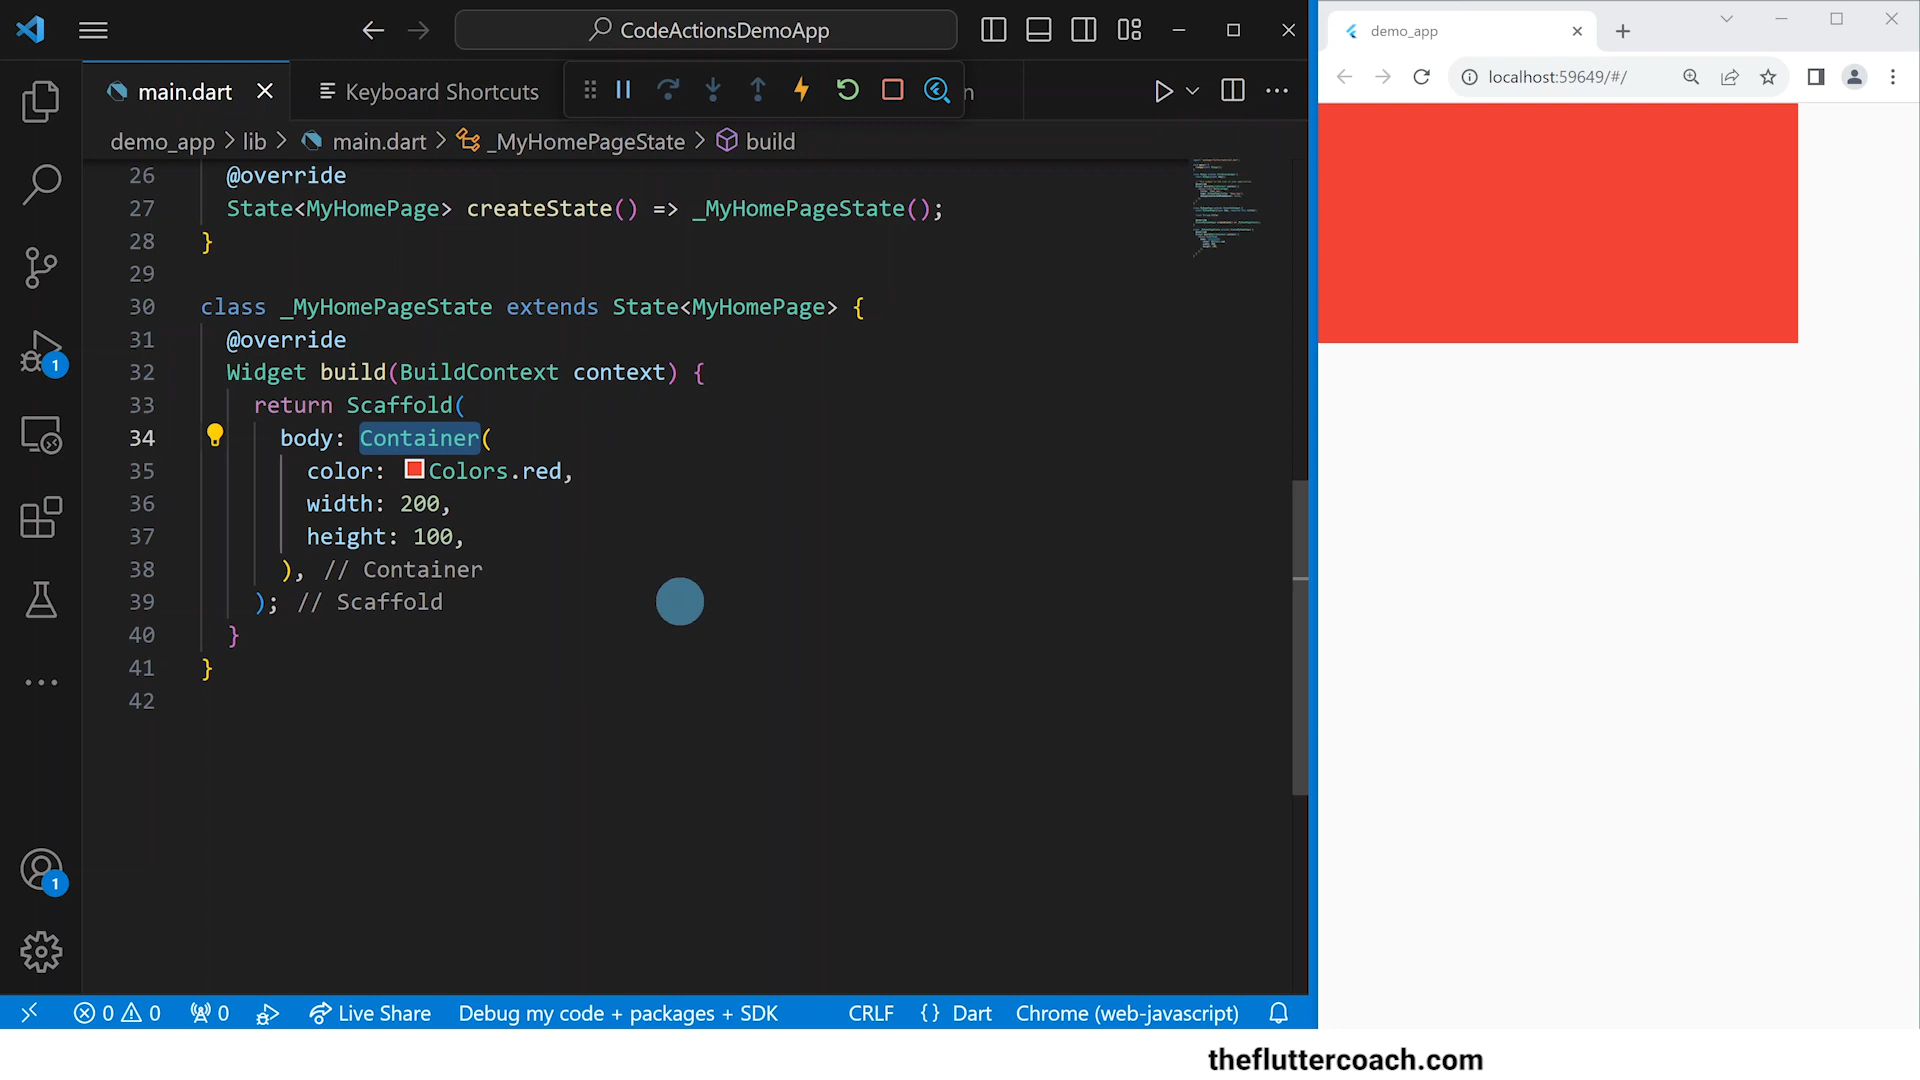 CodeActionsDemoApp
main.dart
Keyboard Shortcuts
n
demo_app > lib > main.dart > _MyHomePageState > build
26 @override
27 State<MyHomePage> createState() => _MyHomePageState();
28 }
29
30 class _MyHomePageState extends State<MyHomePage> {
31 @override
32 Widget build(BuildContext context) {
33 return Scaffold(
34 body: Container(
35 color: Colors.red,
36 width: 200,
37 height: 100,
38 ), // Container
39 ); // Scaffold
40 }
41 }
42
1
1
0 0 0 Live Share Debug my code + packages + SDK CRLF {} Dart Chrome (web-javascript)
demo_app
localhost:59649/#/
thefluttercoach.com